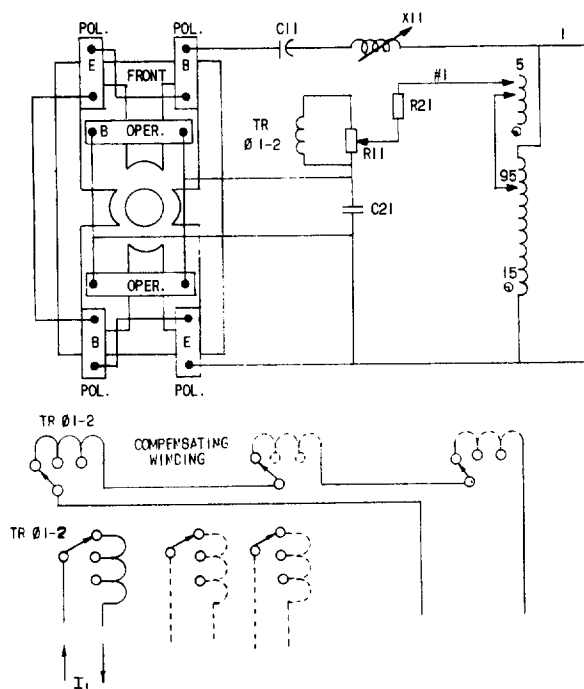 POL. POL. C11 X11 1
E B
FRONT
5
#1
R21
B OPER.
TR
Ø 1-2
R11
95
C21
OPER.
15
B E
POL. POL.
TR Ø1-2
COMPENSATING
WINDING
TR Ø1-2
I₁